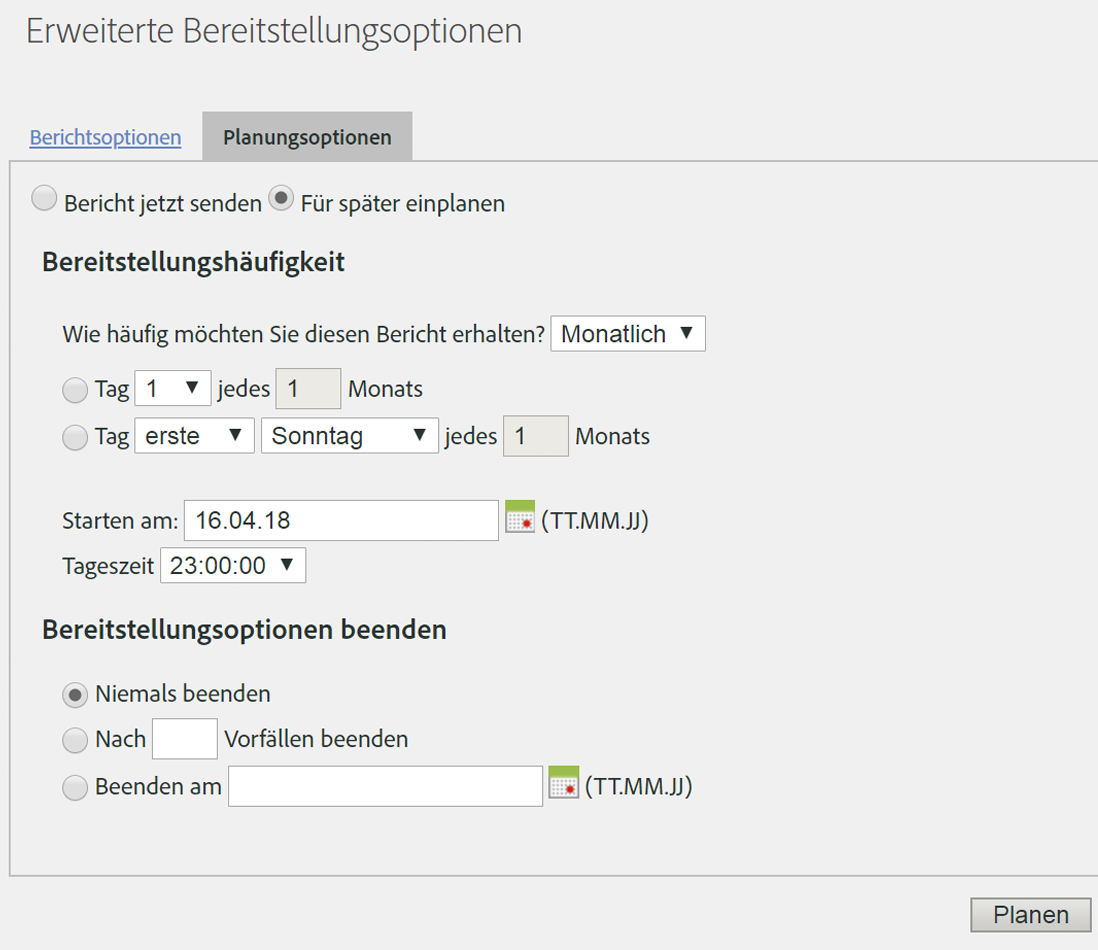 Erweiterte Bereitstellungsoptionen
Berichtsoptionen Planungsoptionen
Bericht jetzt senden Für später einplanen
Bereitstellungshäufigkeit
Wie häufig möchten Sie diesen Bericht erhalten? Monatlich
Tag 1 jedes 1 Monats
Tag erste Sonntag jedes 1 Monats
Starten am: 16.04.18 (TT.MM.JJ)
Tageszeit 23:00:00
Bereitstellungsoptionen beenden
Niemals beenden
Nach Vorfällen beenden
Beenden am (TT.MM.JJ)
Planen